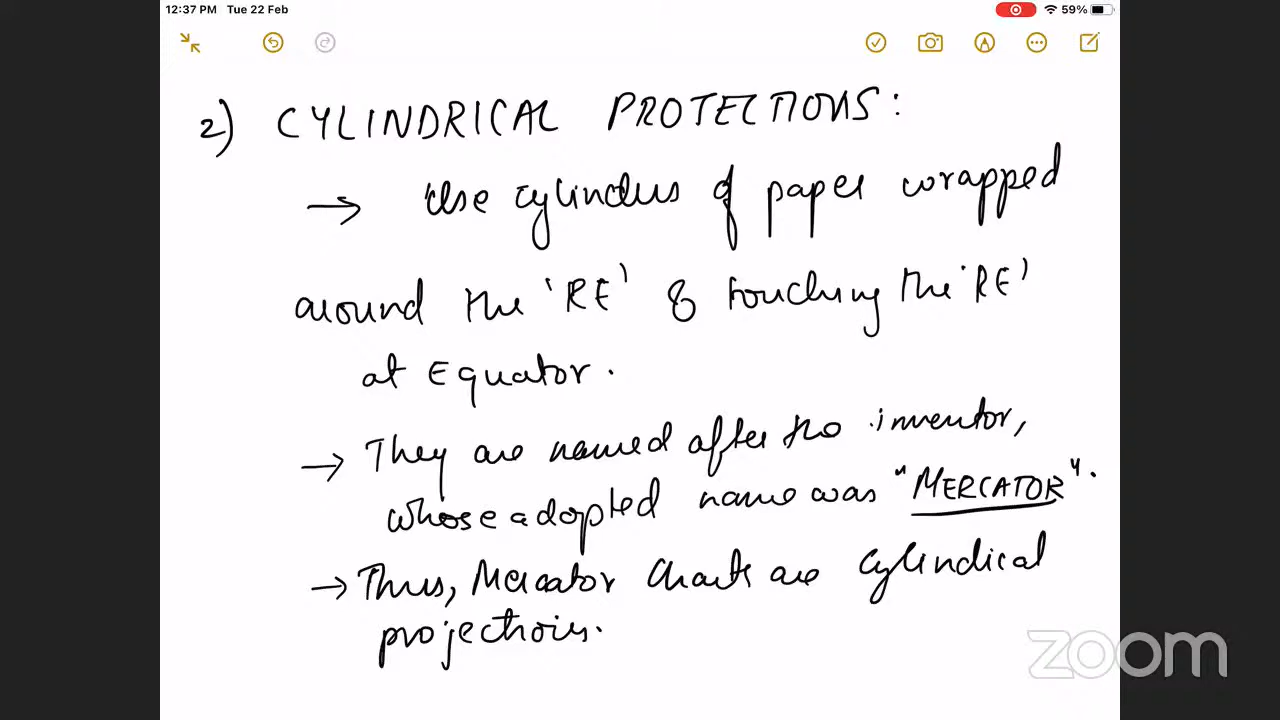 12:37 PM Tue 22 Feb
59%
2) CYLINDRICAL PROTECTIONS:
→ Use cylinders of paper wrapped
around the 'RE' & touching the 'RE'
at Equator.
→ They are named after the inventor,
whose adopted name was "MERCATOR".
→ Thus, Mercator Charts are cylindical
projections.
zoom